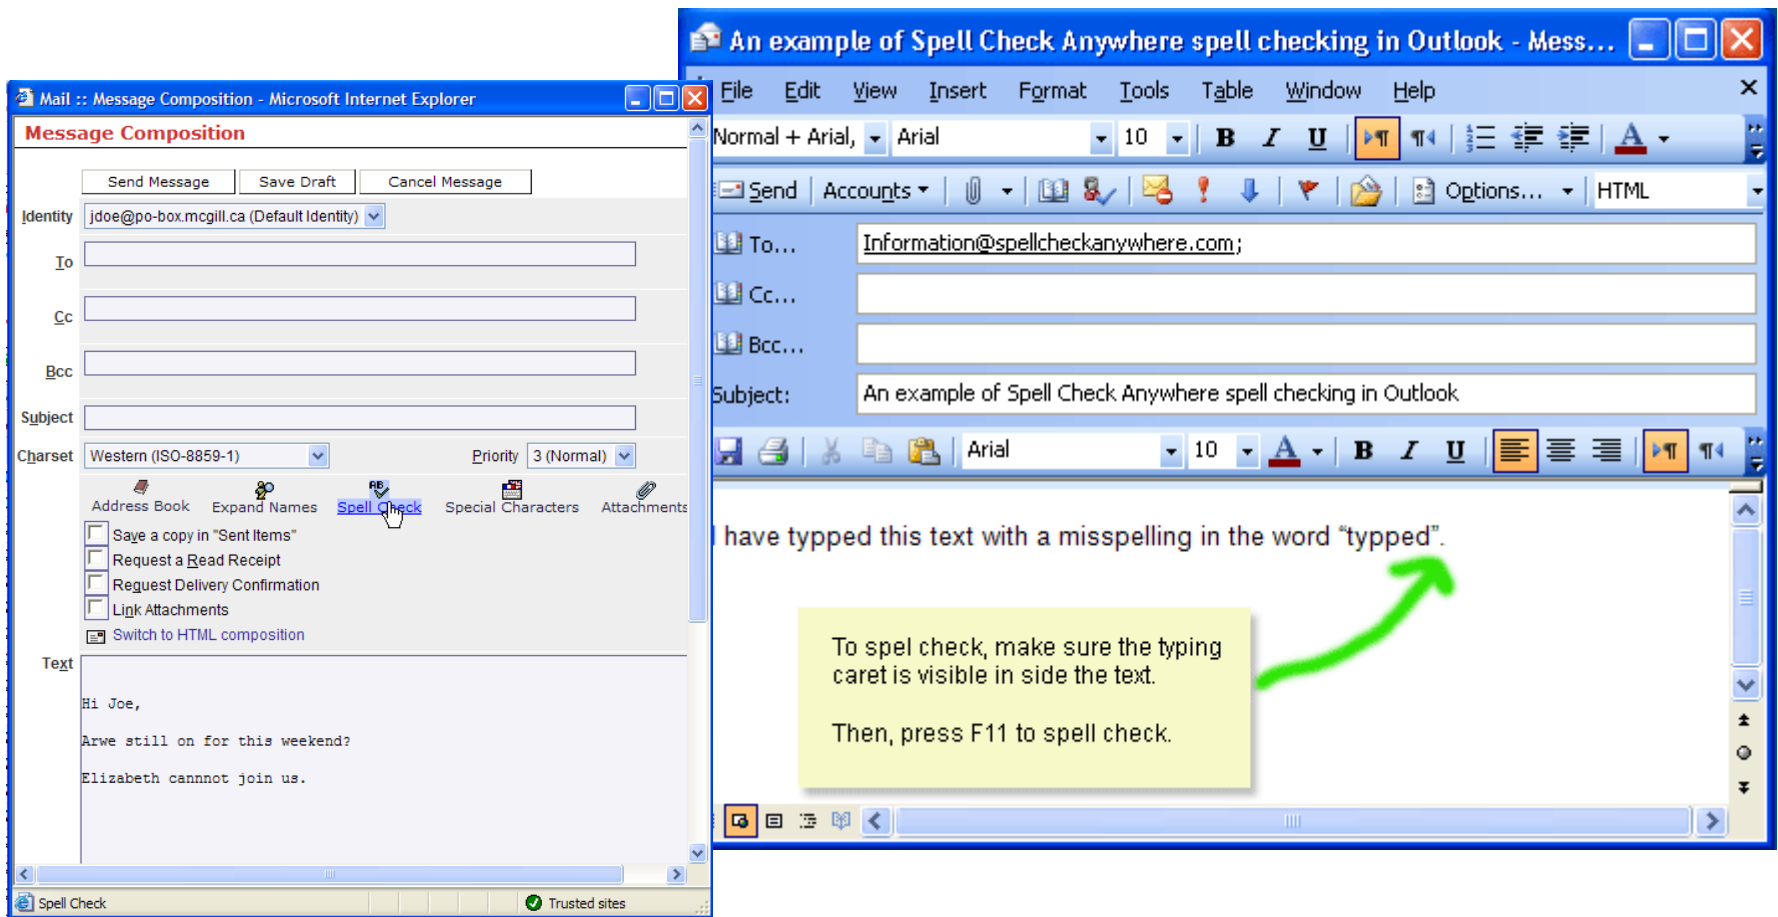 Mail :: Message Composition - Microsoft Internet Explorer
Message Composition
Send Message Save Draft Cancel Message
Identity jdoe@po-box.mcgill.ca (Default Identity)
To
Cc
Bcc
Subject
Charset Western (ISO-8859-1) Priority 3 (Normal)
Address Book Expand Names Spell Check Special Characters Attachments
Save a copy in "Sent Items"
Request a Read Receipt
Request Delivery Confirmation
Link Attachments
Switch to HTML composition
Text
Hi Joe,
Arwe still on for this weekend?
Elizabeth cannnot join us.
Spell Check Trusted sites
An example of Spell Check Anywhere spell checking in Outlook - Mess...
File Edit View Insert Format Tools Table Window Help
Normal + Arial, Arial 10 B I U A
Send Accounts Options... HTML
To... Information@spellcheckanywhere.com;
Cc...
Bcc...
Subject: An example of Spell Check Anywhere spell checking in Outlook
Arial 10 A B I U
I have typped this text with a misspelling in the word “typped”.
To spel check, make sure the typing
caret is visible in side the text.
Then, press F11 to spell check.